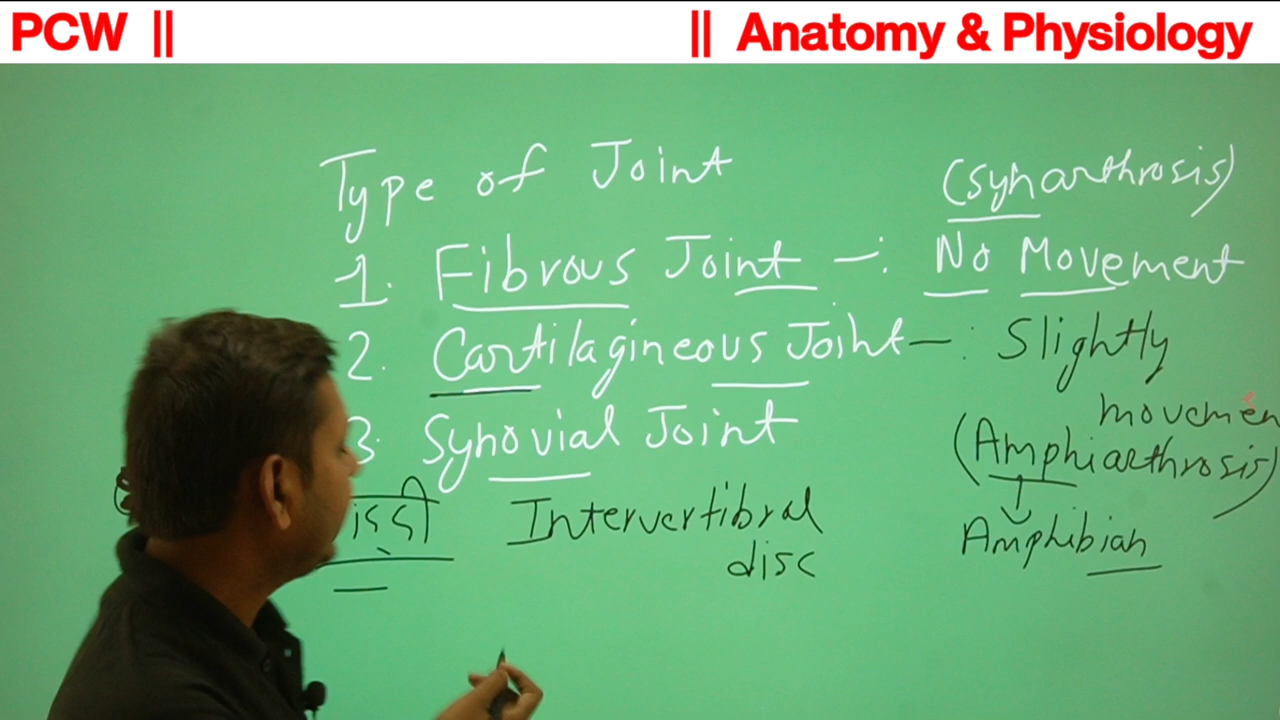 PCW || || Anatomy & Physiology
Type of Joint
(synarthrosis)
1. Fibrous Joint -: No Movement
2. Cartilagineous Joint -: Slightly
movemen
3. Synovial Joint
(Amphiarthrosis)
Intervertibral
disc
Amphibian